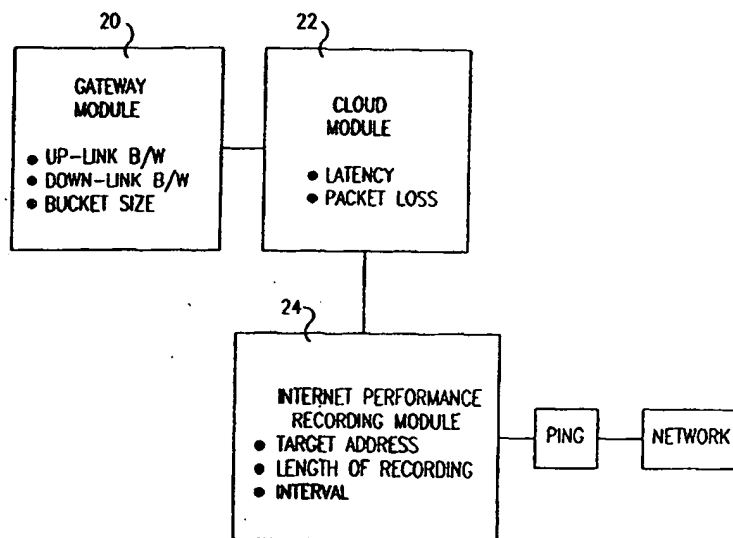 20
GATEWAY
MODULE
● UP-LINK B/W
● DOWN-LINK B/W
● BUCKET SIZE
22
CLOUD
MODULE
● LATENCY
● PACKET LOSS
24
INTERNET PERFORMANCE
RECORDING MODULE
● TARGET ADDRESS
● LENGTH OF RECORDING
● INTERVAL
PING
NETWORK